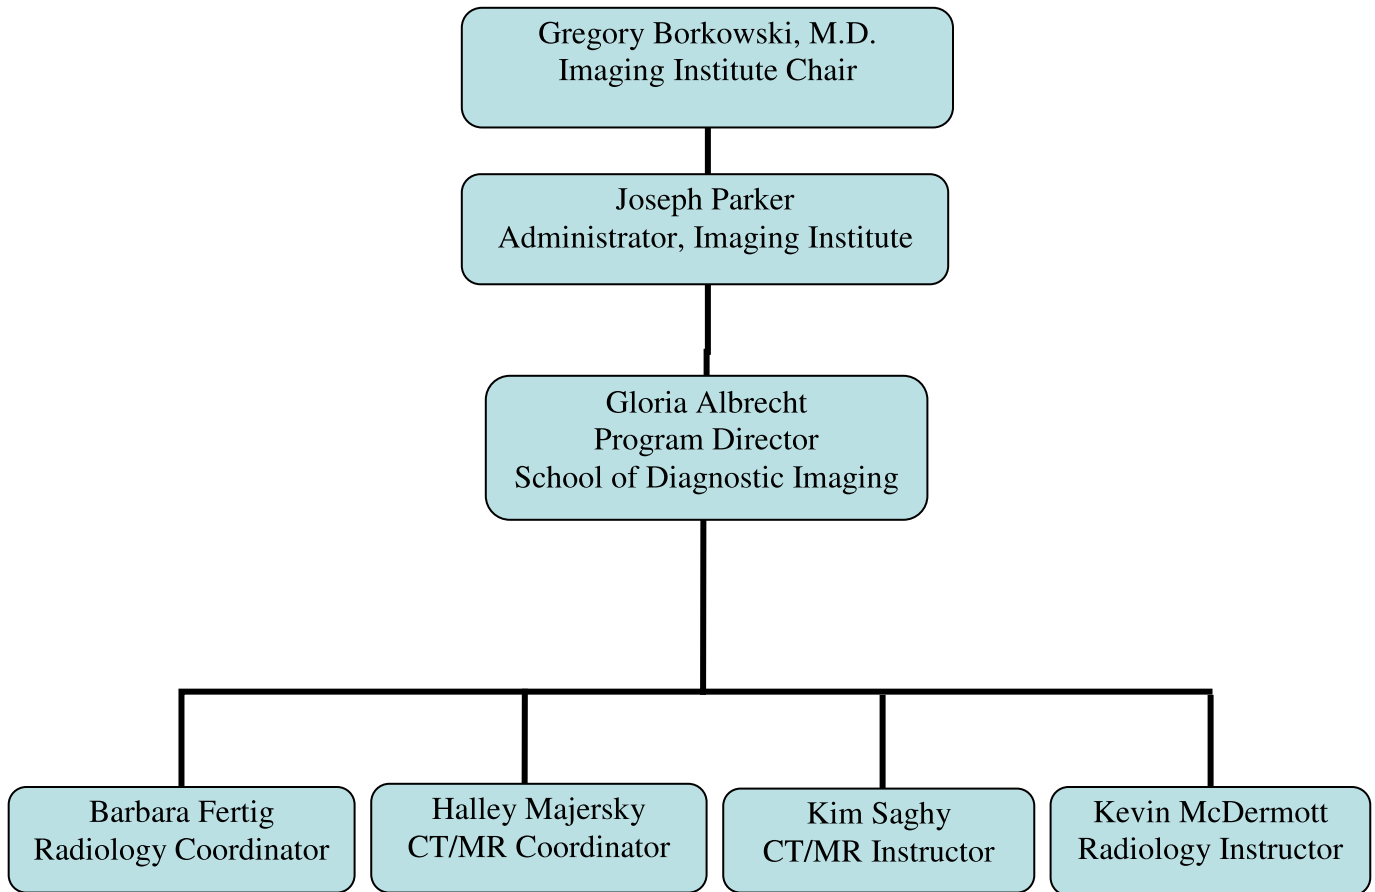 Gregory Borkowski, M.D.
Imaging Institute Chair
Joseph Parker
Administrator, Imaging Institute
Gloria Albrecht
Program Director
School of Diagnostic Imaging
Barbara Fertig
Radiology Coordinator
Halley Majersky
CT/MR Coordinator
Kim Saghy
CT/MR Instructor
Kevin McDermott
Radiology Instructor